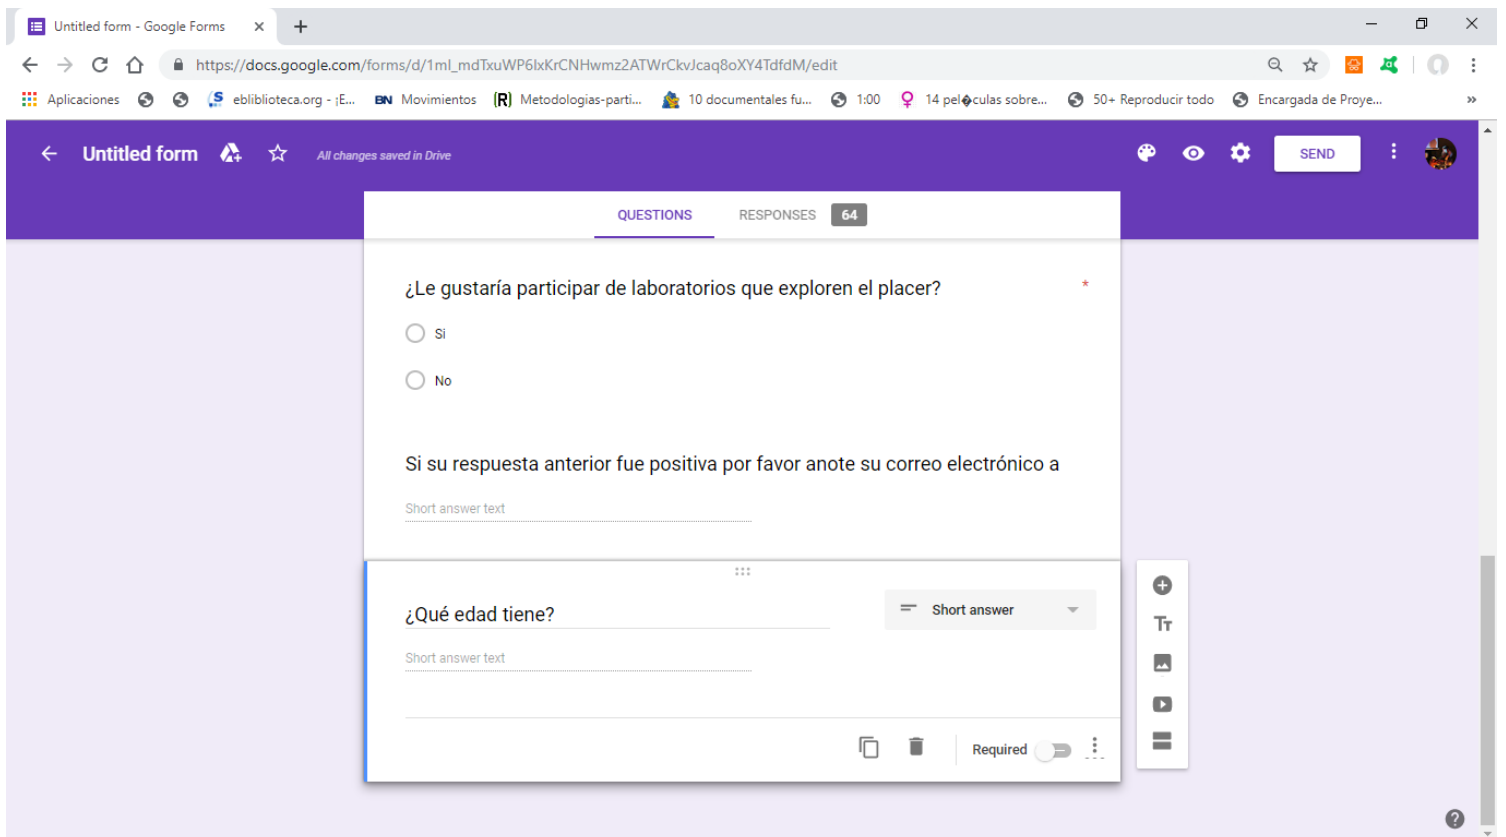 Untitled form - Google Forms
https://docs.google.com/forms/d/1ml_mdTxuWP6IxKrCNHwmz2ATWrCkvJcaq8oXY4TdfdM/edit
Aplicaciones
ebliblioteca.org - ¡E...
BN Movimientos
(R) Metodologias-parti...
10 documentales fu...
1:00
14 pel�culas sobre...
50+ Reproducir todo
Encargada de Proye...
»
Untitled form
All changes saved in Drive
SEND
QUESTIONS
RESPONSES 64
¿Le gustaría participar de laboratorios que exploren el placer? *
Si
No
Si su respuesta anterior fue positiva por favor anote su correo electrónico a
Short answer text
¿Qué edad tiene?
Short answer
Short answer text
Required